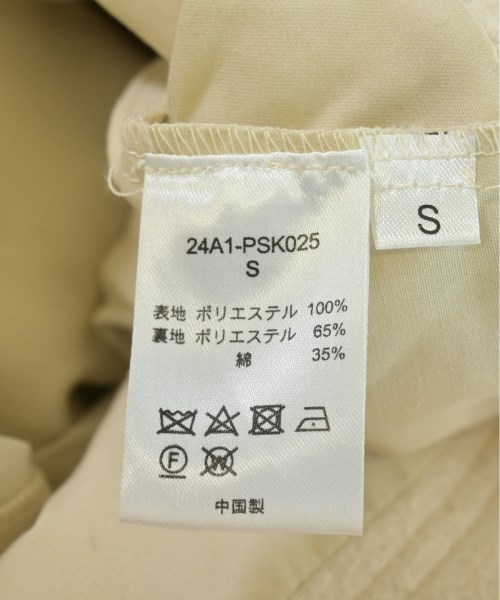 24A1-PSK025
S
表地 ポリエステル 100%
裏地 ポリエステル 65%
綿 35%
F W
中国製
S